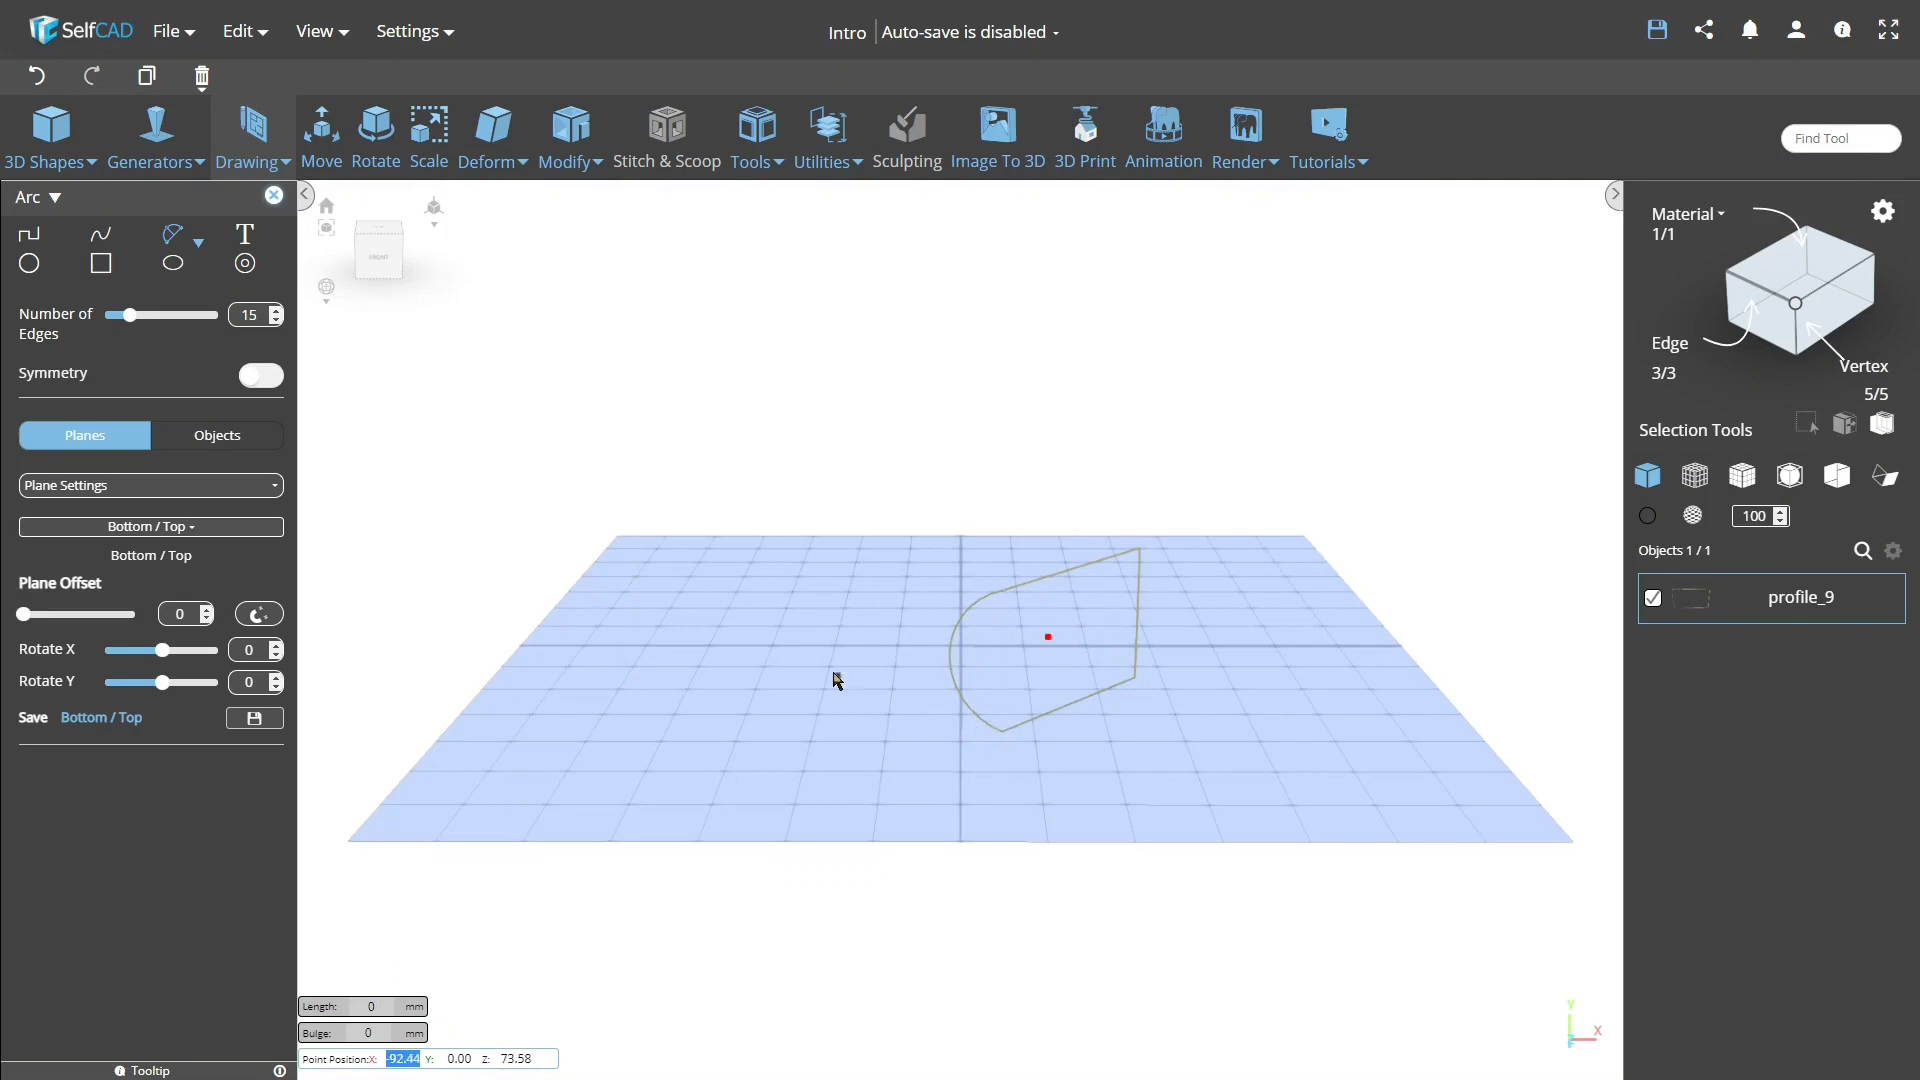 SelfCAD File Edit View Settings Intro Auto-save is disabled
3D Shapes Generators Drawing Move Rotate Scale Deform Modify Stitch & Scoop Tools Utilities Sculpting Image To 3D 3D Print Animation Render Tutorials Find Tool
Arc
T
Number of Edges 15
Symmetry
Planes Objects
Plane Settings
Bottom / Top
Bottom / Top
Plane Offset
0
Rotate X 0
Rotate Y 0
Save Bottom / Top
Tooltip
FRONT
Length: 0 mm
Bulge: 0 mm
Point Position:X: -92.44 Y: 0.00 Z: 73.58
Y
X
Material
1/1
Edge
3/3
Vertex
5/5
Selection Tools
100
Objects 1 / 1
profile_9